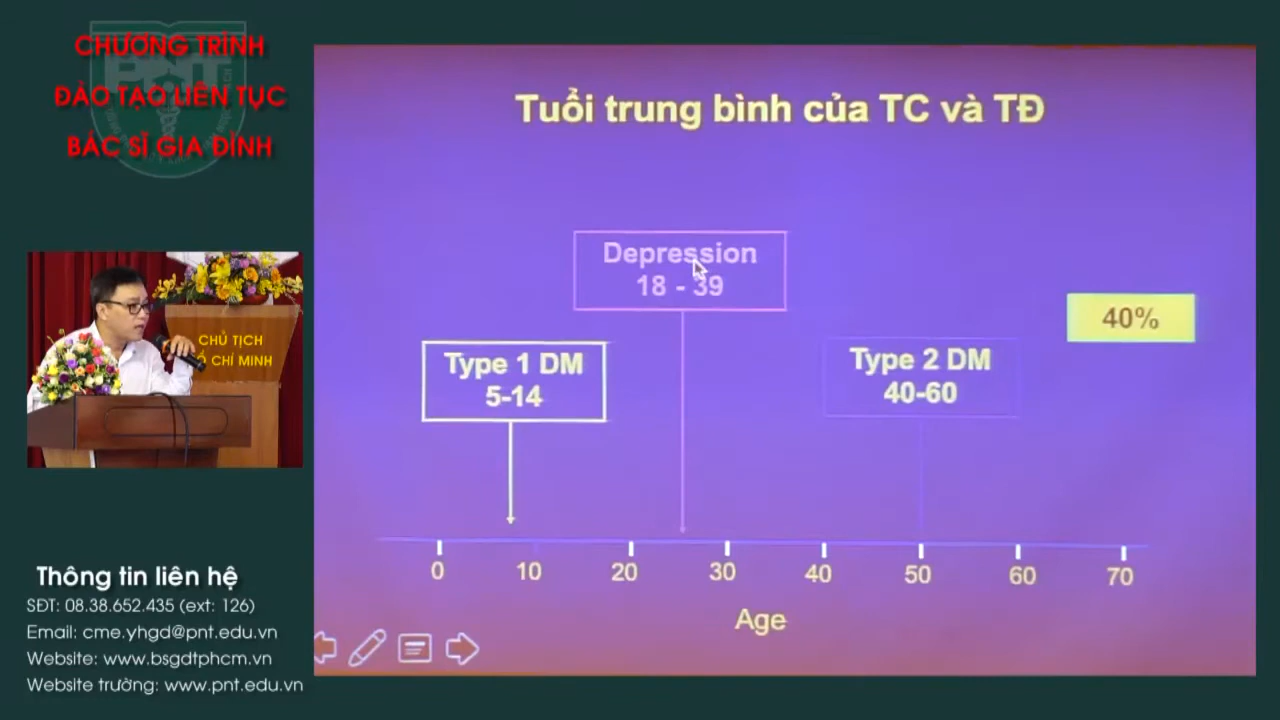 CHƯƠNG TRÌNH
ĐÀO TẠO LIÊN TỤC
BÁC SĨ GIA ĐÌNH
PNT
CHỦ TỊCH
CHÍ MINH
Thông tin liên hệ
SĐT: 08.38.652.435 (ext: 126)
Email: cme.yhgd@pnt.edu.vn
Website: www.bsgdtphcm.vn
Website trường: www.pnt.edu.vn
Tuổi trung bình của TC và TĐ
Depression
18 - 39
40%
Type 1 DM
5-14
Type 2 DM
40-60
0 10 20 30 40 50 60 70
Age